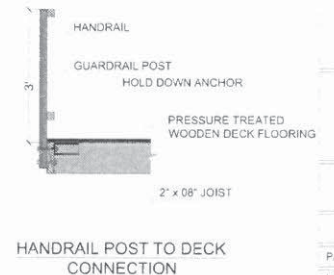 HANDRAIL
GUARDRAIL POST
HOLD DOWN ANCHOR
3'
PRESSURE TREATED
WOODEN DECK FLOORING
2" x 08" JOIST
HANDRAIL POST TO DECK
CONNECTION